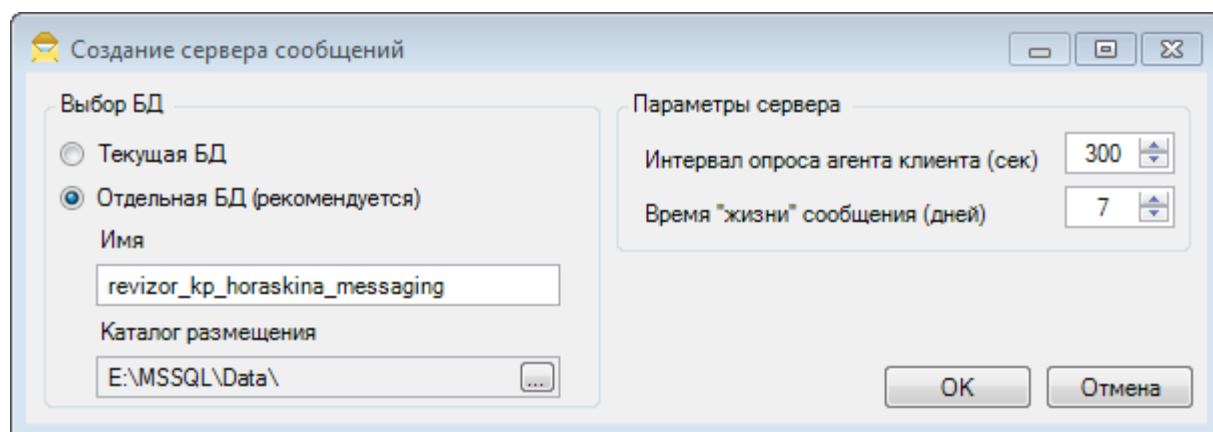 Создание сервера сообщений
Выбор БД
Текущая БД
Отдельная БД (рекомендуется)
Имя
revizor_kp_horaskina_messaging
Каталог размещения
E:\MSSQL\Data\
...
Параметры сервера
Интервал опроса агента клиента (сек)
300
Время "жизни" сообщения (дней)
7
OK
Отмена